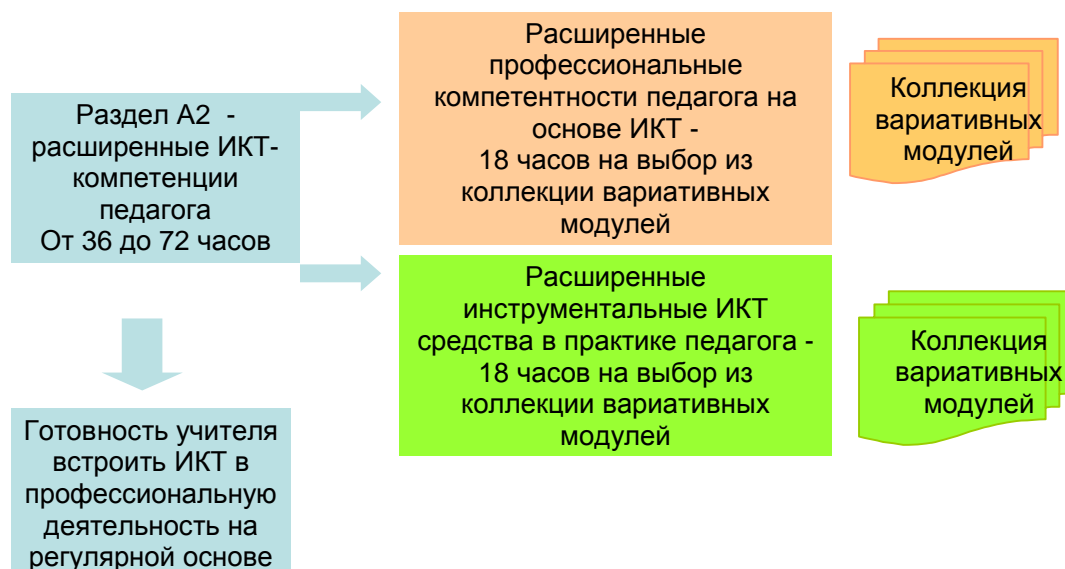 Раздел А2 -
расширенные ИКТ-
компетенции
педагога
От 36 до 72 часов
Расширенные
профессиональные
компетентности педагога на
основе ИКТ -
18 часов на выбор из
коллекции вариативных
модулей
Коллекция
вариативных
модулей
Расширенные
инструментальные ИКТ
средства в практике педагога -
18 часов на выбор из
коллекции вариативных
модулей
Коллекция
вариативных
модулей
Готовность учителя
встроить ИКТ в
профессиональную
деятельность на
регулярной основе